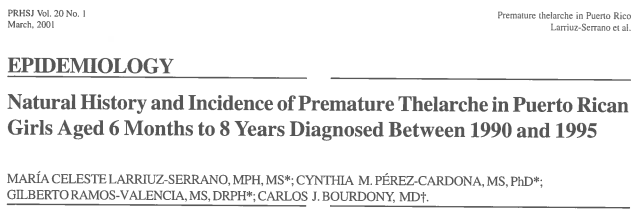 PRHSJ Vol. 20 No. 1
March, 2001
Premature thelarche in Puerto Rico
Larriuz-Serrano et al.
EPIDEMIOLOGY
Natural History and Incidence of Premature Thelarche in Puerto Rican
Girls Aged 6 Months to 8 Years Diagnosed Between 1990 and 1995
MARÍA CELESTE LARRIUZ-SERRANO, MPH, MS*; CYNTHIA M. PÉREZ-CARDONA, MS, PhD*;
GILBERTO RAMOS-VALENCIA, MS, DRPH*; CARLOS J. BOURDONY, MD†.